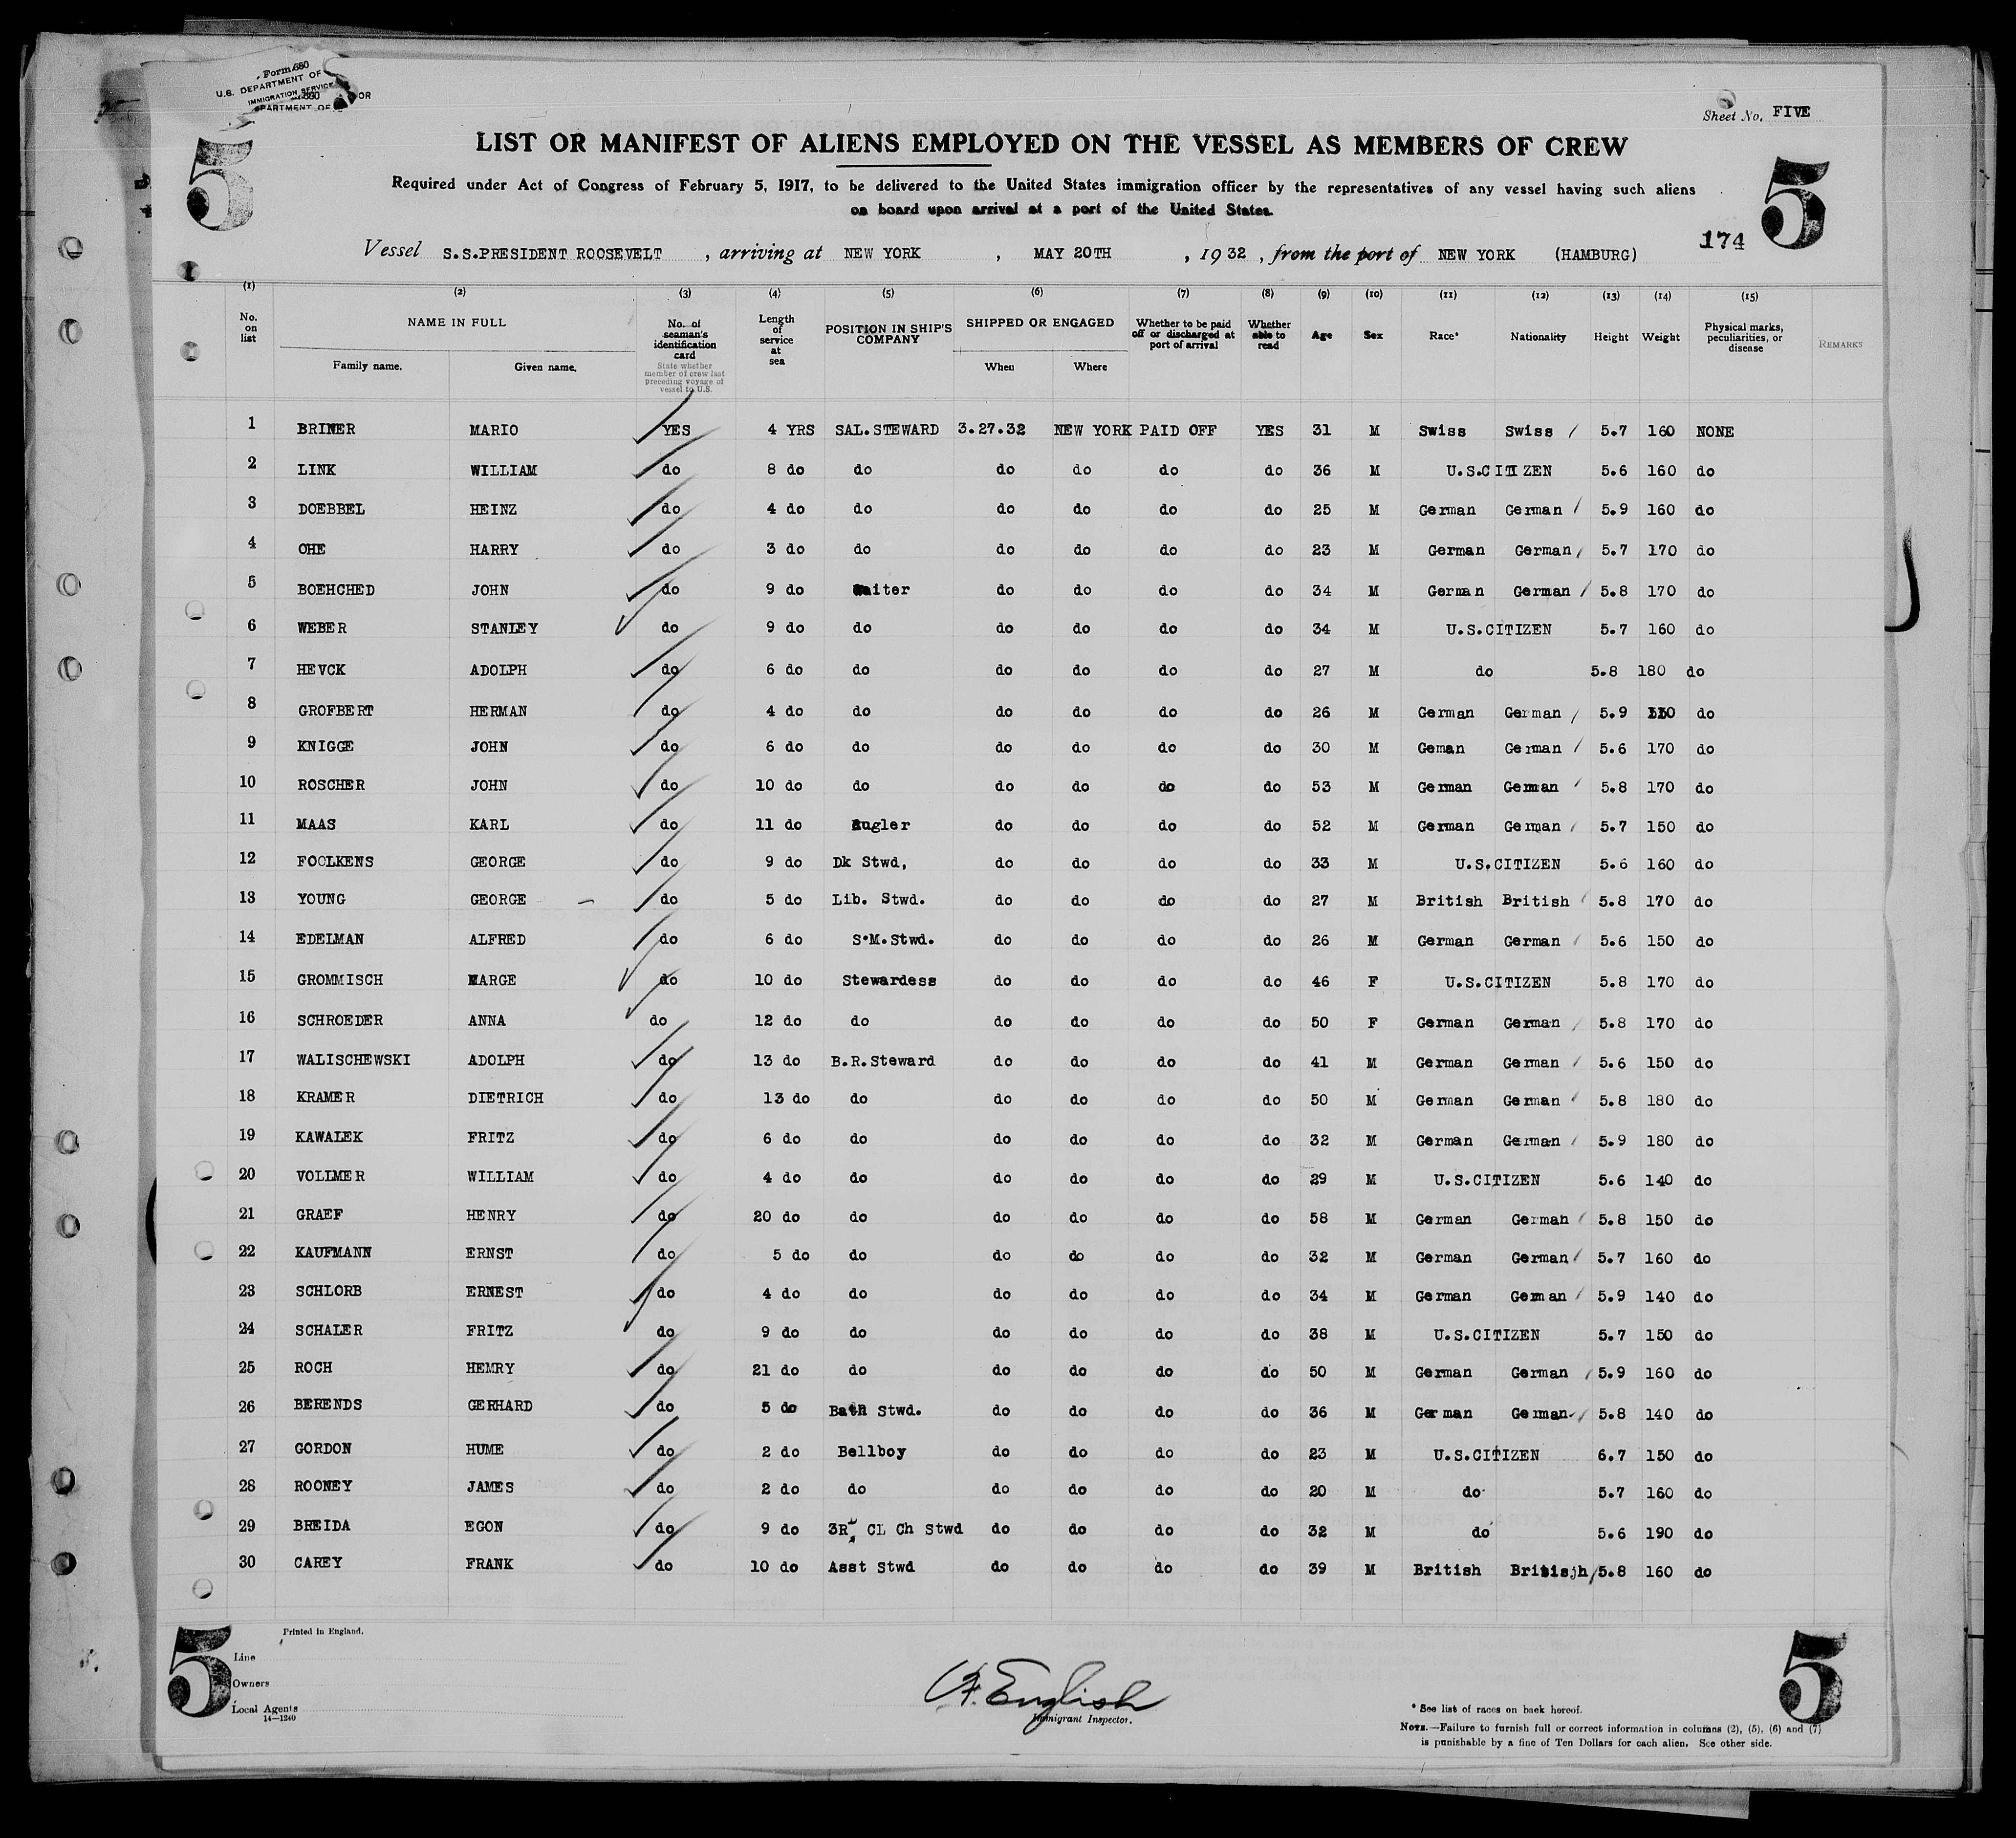 Form 680
U.S. DEPARTMENT OF
IMMIGRATION SERVICE
Sheet No. FIVE
5
5
LIST OR MANIFEST OF ALIENS EMPLOYED ON THE VESSEL AS MEMBERS OF CREW
Required under Act of Congress of February 5, 1917, to be delivered to the United States immigration officer by the representatives of any vessel having such aliens
on board upon arrival at a port of the United States.
174
Vessel S.S.PRESIDENT ROOSEVELT , arriving at NEW YORK , MAY 20TH , 1932 , from the port of NEW YORK (HAMBURG)
(1) (2) (3) (4) (5) (6) (7) (8) (9) (10) (11) (12) (13) (14) (15)
No. on list NAME IN FULL Family name. Given name. No. of seaman's identification card State whether member of crew last preceding voyage of vessel to U.S. Length of service at sea POSITION IN SHIP'S COMPANY SHIPPED OR ENGAGED When Where Whether to be paid off or discharged at port of arrival Whether able to read Age Sex Race* Nationality Height Weight Physical marks, peculiarities, or disease REMARKS
1 BRINER MARIO YES 4 YRS SAL.STEWARD 3.27.32 NEW YORK PAID OFF YES 31 M Swiss Swiss / 5.7 160 NONE
2 LINK WILLIAM do 8 do do do do do do 36 M U.S.CITIZEN 5.6 160 do
3 DOEBBEL HEINZ do 4 do do do do do do 25 M German German / 5.9 160 do
4 OHE HARRY do 3 do do do do do do 23 M German German / 5.7 170 do
5 BOEHCHED JOHN do 9 do Waiter do do do do 34 M German German / 5.8 170 do
6 WEBER STANLEY do 9 do do do do do do 34 M U.S.CITIZEN 5.7 160 do
7 HEVCK ADOLPH do 6 do do do do do do 27 M do 5.8 180 do
8 GROFBERT HERMAN do 4 do do do do do do 26 M German German / 5.9 do
9 KNIGGE JOHN do 6 do do do do do do 30 M Geman German / 5.6 170 do
10 ROSCHER JOHN do 10 do do do do do do 53 M German German / 5.8 170 do
11 MAAS KARL do 11 do Bugler do do do do 52 M German German / 5.7 150 do
12 FOOLKENS GEORGE do 9 do Dk Stwd, do do do do 33 M U.S.CITIZEN 5.6 160 do
13 YOUNG GEORGE – do 5 do Lib. Stwd. do do do do 27 M British British / 5.8 170 do
14 EDELMAN ALFRED do 6 do S.M.Stwd. do do do do 26 M German German / 5.6 150 do
15 GROMMISCH MARGE do 10 do Stewardess do do do do 46 F U.S.CITIZEN 5.8 170 do
16 SCHROEDER ANNA do 12 do do do do do do 50 F German German / 5.8 170 do
17 WALISCHEWSKI ADOLPH do 13 do B.R.Steward do do do do 41 M German German / 5.6 150 do
18 KRAMER DIETRICH do 13 do do do do do do 50 M German German / 5.8 180 do
19 KAWALEK FRITZ do 6 do do do do do do 32 M German German / 5.9 180 do
20 VOLLMER WILLIAM do 4 do do do do do do 29 M U.S.CITIZEN 5.6 140 do
21 GRAEF HENRY do 20 do do do do do do 58 M German German / 5.8 150 do
22 KAUFMANN ERNST do 5 do do do do do do 32 M German German / 5.7 160 do
23 SCHLORB ERNEST do 4 do do do do do do 34 M German German / 5.9 140 do
24 SCHALER FRITZ do 9 do do do do do do 38 M U.S.CITIZEN 5.7 150 do
25 ROCH HENRY do 21 do do do do do do 50 M German German / 5.9 160 do
26 BERENDS GERHARD do 5 do Bath Stwd. do do do do 36 M German German / 5.8 140 do
27 GORDON HUME do 2 do Bellboy do do do do 23 M U.S.CITIZEN 6.7 150 do
28 ROONEY JAMES do 2 do do do do do do 20 M do 5.7 160 do
29 BREIDA EGON do 9 do 3R CL Ch Stwd do do do do 32 M do 5.6 190 do
30 CAREY FRANK do 10 do Asst Stwd do do do do 39 M British Britisjh / 5.8 160 do
Printed in England.
5
5
Line
Owners
Local Agents
14—1240
English
Immigrant Inspector.
* See list of races on back hereof.
NOTE.—Failure to furnish full or correct information in columns (2), (5), (6) and (7)
is punishable by a fine of Ten Dollars for each alien. See other side.